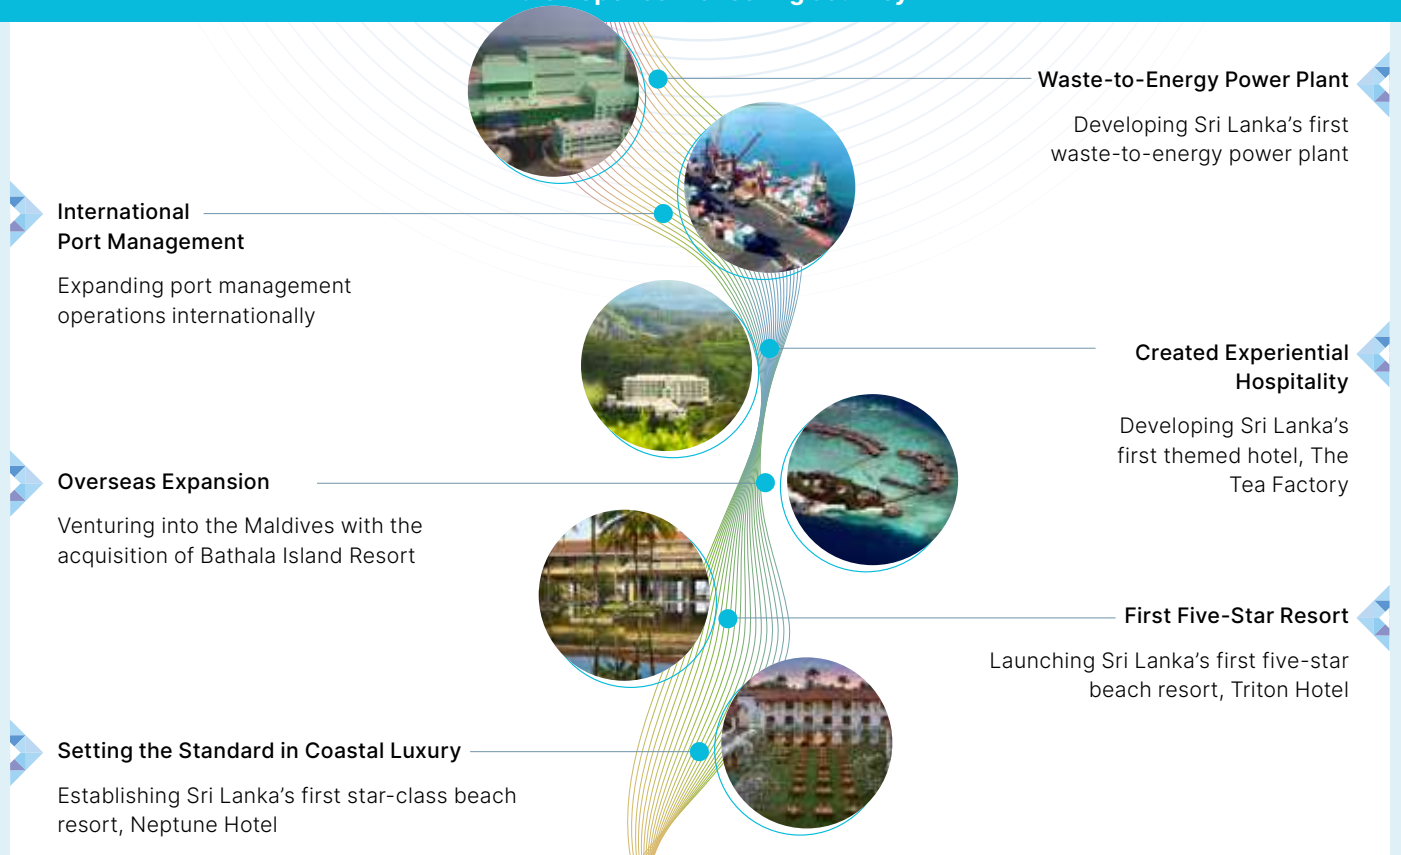 Waste-to-Energy Power Plant
Developing Sri Lanka’s first
waste-to-energy power plant
International
Port Management
Expanding port management
operations internationally
Created Experiential
Hospitality
Developing Sri Lanka’s
first themed hotel, The
Tea Factory
Overseas Expansion
Venturing into the Maldives with the
acquisition of Bathala Island Resort
First Five-Star Resort
Launching Sri Lanka’s first five-star
beach resort, Triton Hotel
Setting the Standard in Coastal Luxury
Establishing Sri Lanka’s first star-class beach
resort, Neptune Hotel